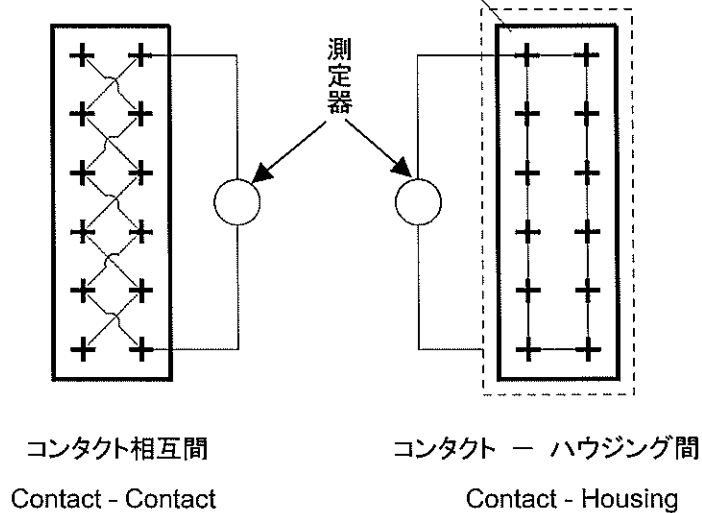 測定器
コンタクト相互間
Contact - Contact
コンタクト － ハウジング間
Contact - Housing